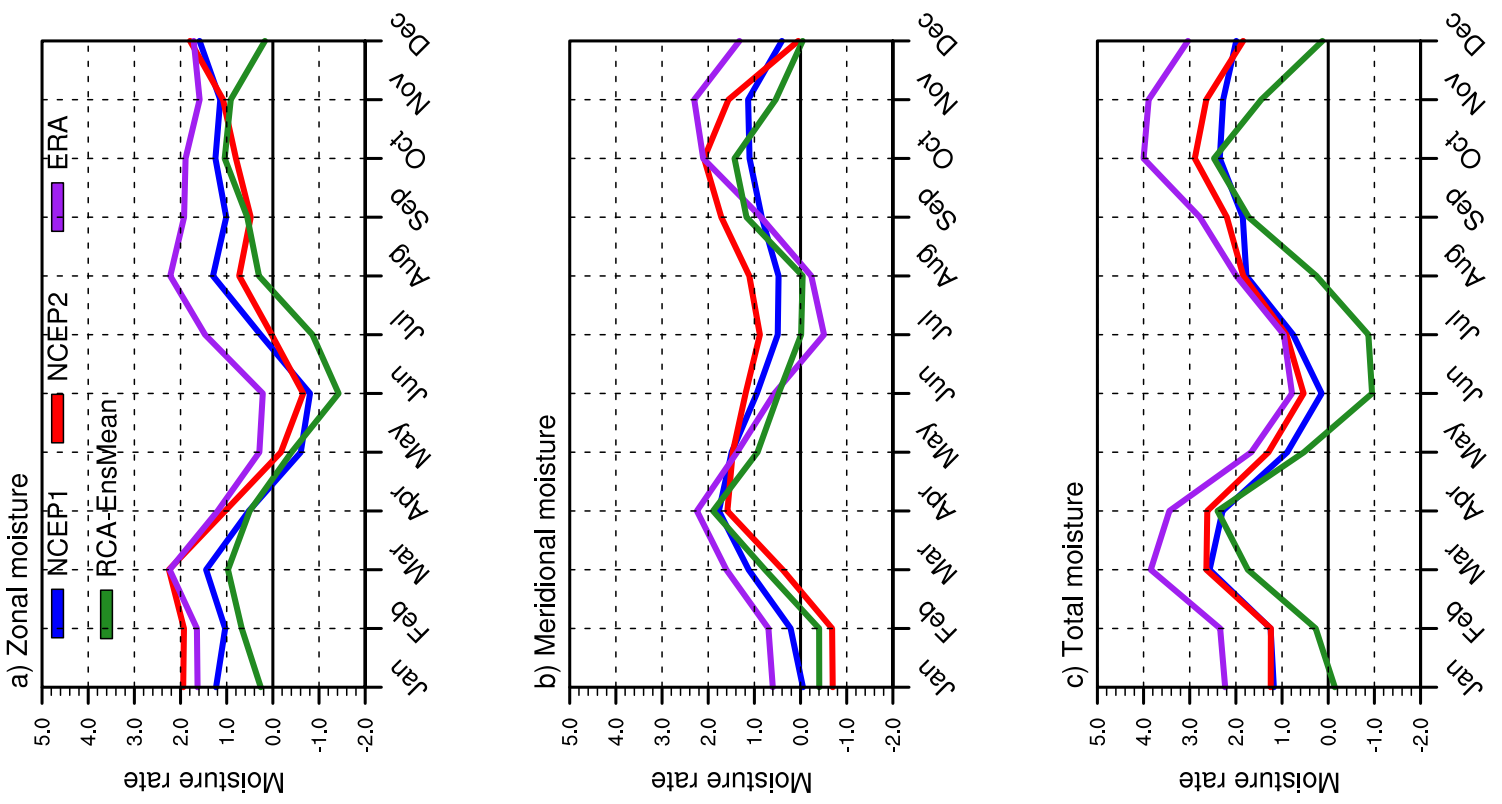 a) Zonal moisture
NCEP1 NCEP2 ERA
RCA-EnsMean
Moisture rate
5.0
4.0
3.0
2.0
1.0
0.0
-1.0
-2.0
Jan Feb Mar Apr May Jun Jul Aug Sep Oct Nov Dec
b) Meridional moisture
Moisture rate
5.0
4.0
3.0
2.0
1.0
0.0
-1.0
-2.0
Jan Feb Mar Apr May Jun Jul Aug Sep Oct Nov Dec
c) Total moisture
Moisture rate
5.0
4.0
3.0
2.0
1.0
0.0
-1.0
-2.0
Jan Feb Mar Apr May Jun Jul Aug Sep Oct Nov Dec